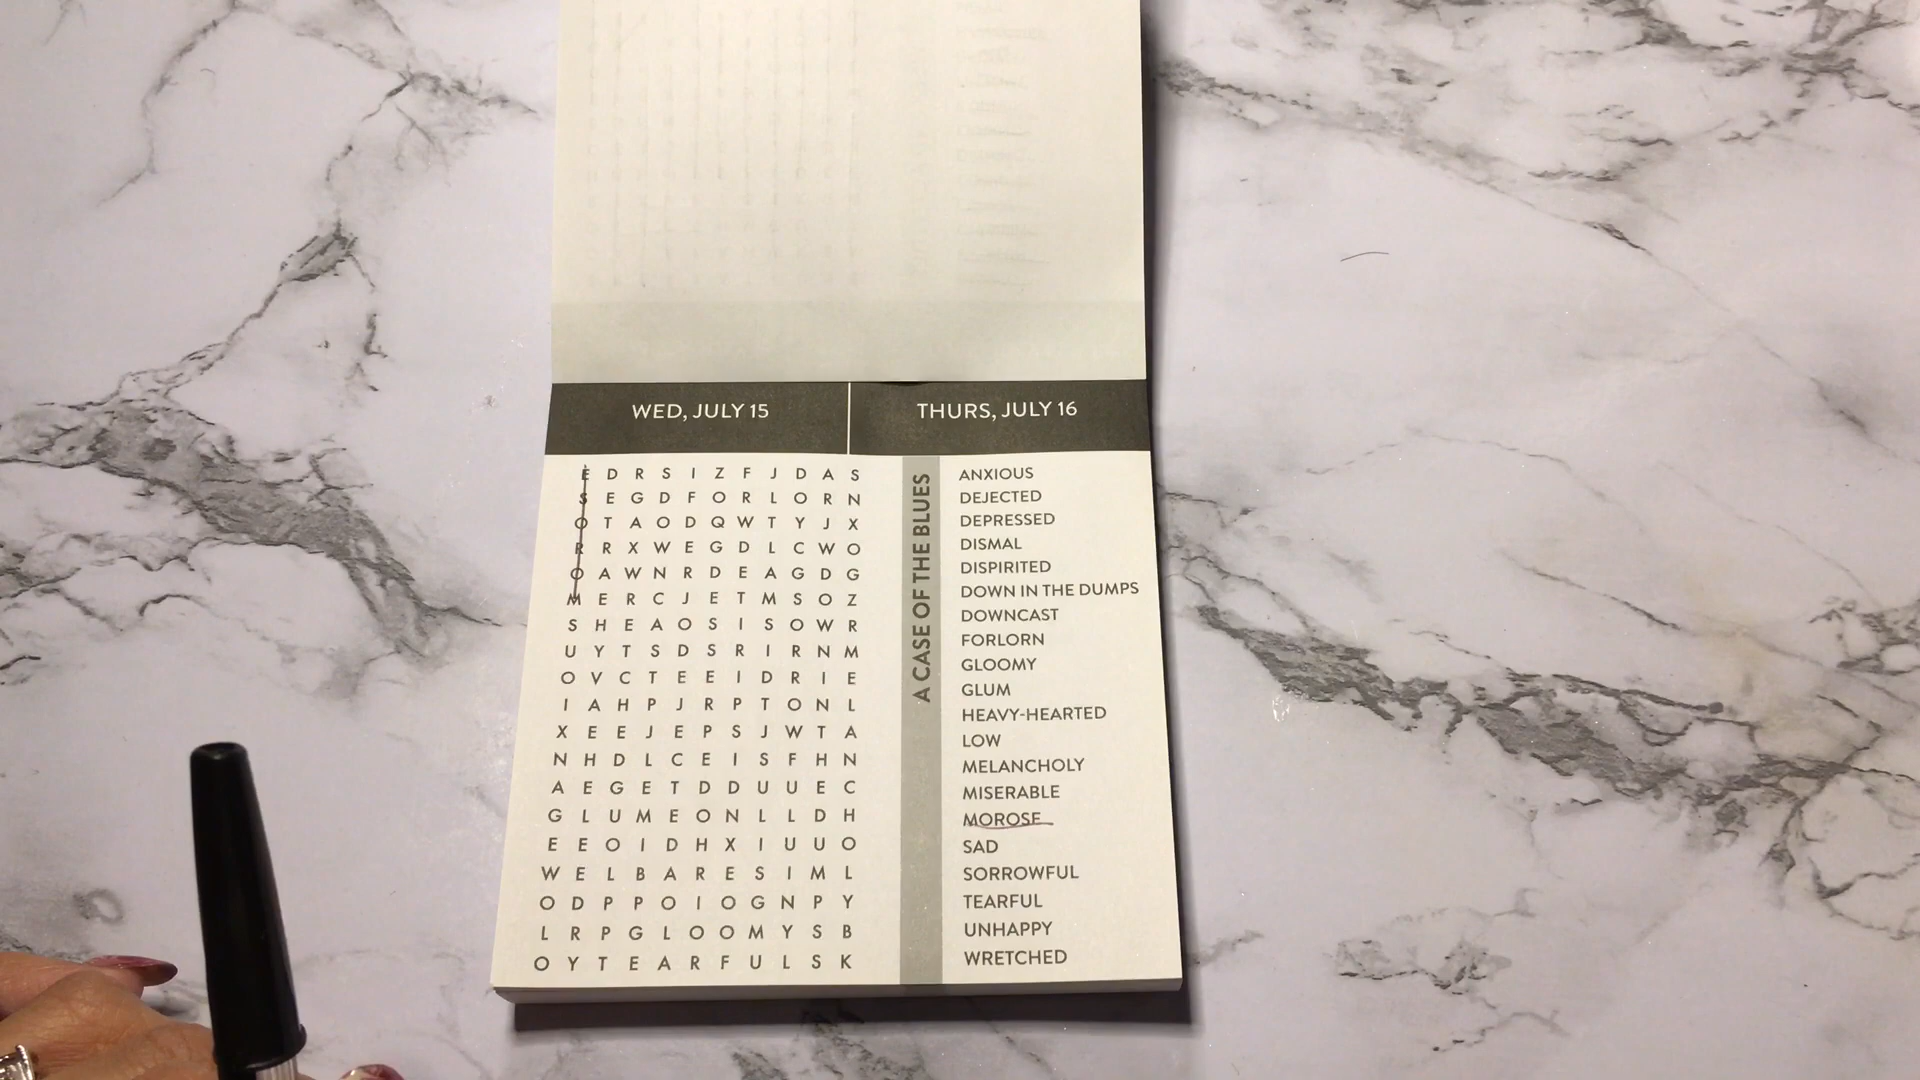 WED, JULY 15
THURS, JULY 16
E D R S I Z F J D A S
S E G D F O R L O R N
O T A O D Q W T Y J X
R R X W E G D L C W O
O A W N R D E A G D G
M E R C J E T M S O Z
S H E A O S I S O W R
U Y T S D S R I R N M
O V C T E E I D R I E
I A H P J R P T O N L
X E E J E P S J W T A
N H D L C E I S F H N
A E G E T D D U U E C
G L U M E O N L L D H
E E O I D H X I U U O
W E L B A R E S I M L
O D P P O I O G N P Y
L R P G L O O M Y S B
O Y T E A R F U L S K
A CASE OF THE BLUES
ANXIOUS
DEJECTED
DEPRESSED
DISMAL
DISPIRITED
DOWN IN THE DUMPS
DOWNCAST
FORLORN
GLOOMY
GLUM
HEAVY-HEARTED
LOW
MELANCHOLY
MISERABLE
MOROSE
SAD
SORROWFUL
TEARFUL
UNHAPPY
WRETCHED